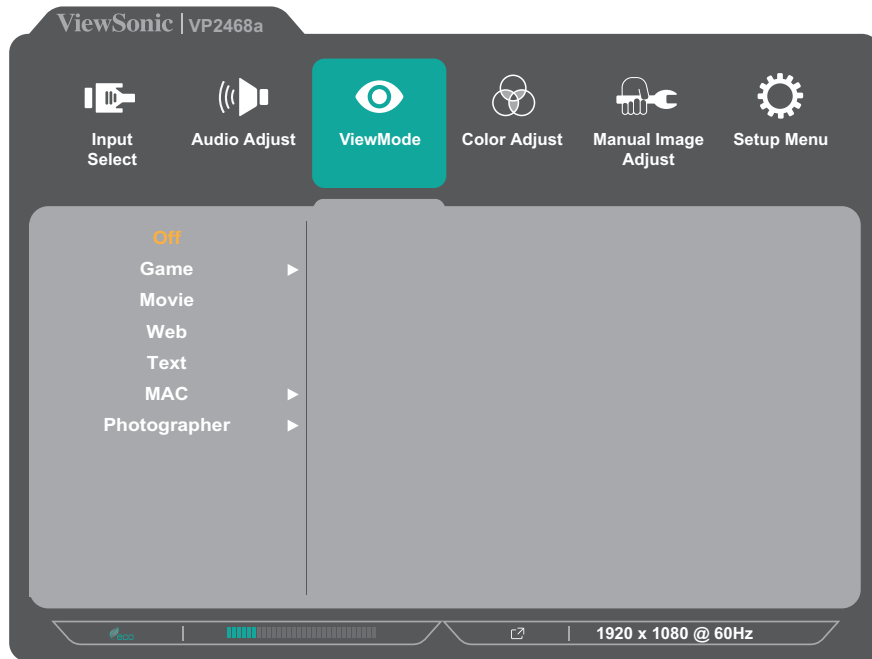 ViewSonic | VP2468a
Input
Select
Audio Adjust
ViewMode
Color Adjust
Manual Image
Adjust
Setup Menu
Off
Game
Movie
Web
Text
MAC
Photographer
eco
1920 x 1080 @ 60Hz